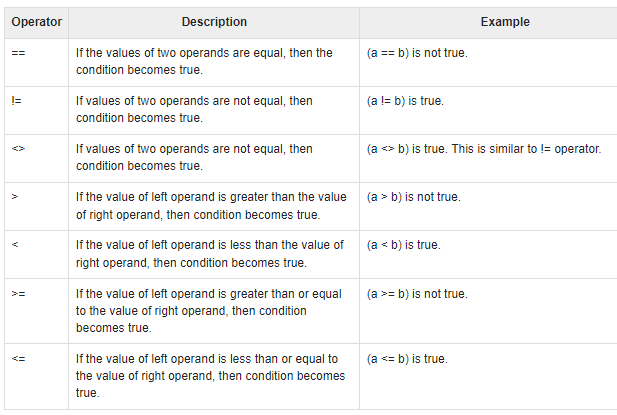 Operator Description Example
== If the values of two operands are equal, then the (a == b) is not true.
condition becomes true.
!= If values of two operands are not equal, then (a != b) is true.
condition becomes true.
<> If values of two operands are not equal, then (a <> b) is true. This is similar to != operator.
condition becomes true.
> If the value of left operand is greater than the value (a > b) is not true.
of right operand, then condition becomes true.
< If the value of left operand is less than the value of (a < b) is true.
right operand, then condition becomes true.
>= If the value of left operand is greater than or equal (a >= b) is not true.
to the value of right operand, then condition
becomes true.
<= If the value of left operand is less than or equal to (a <= b) is true.
the value of right operand, then condition becomes
true.